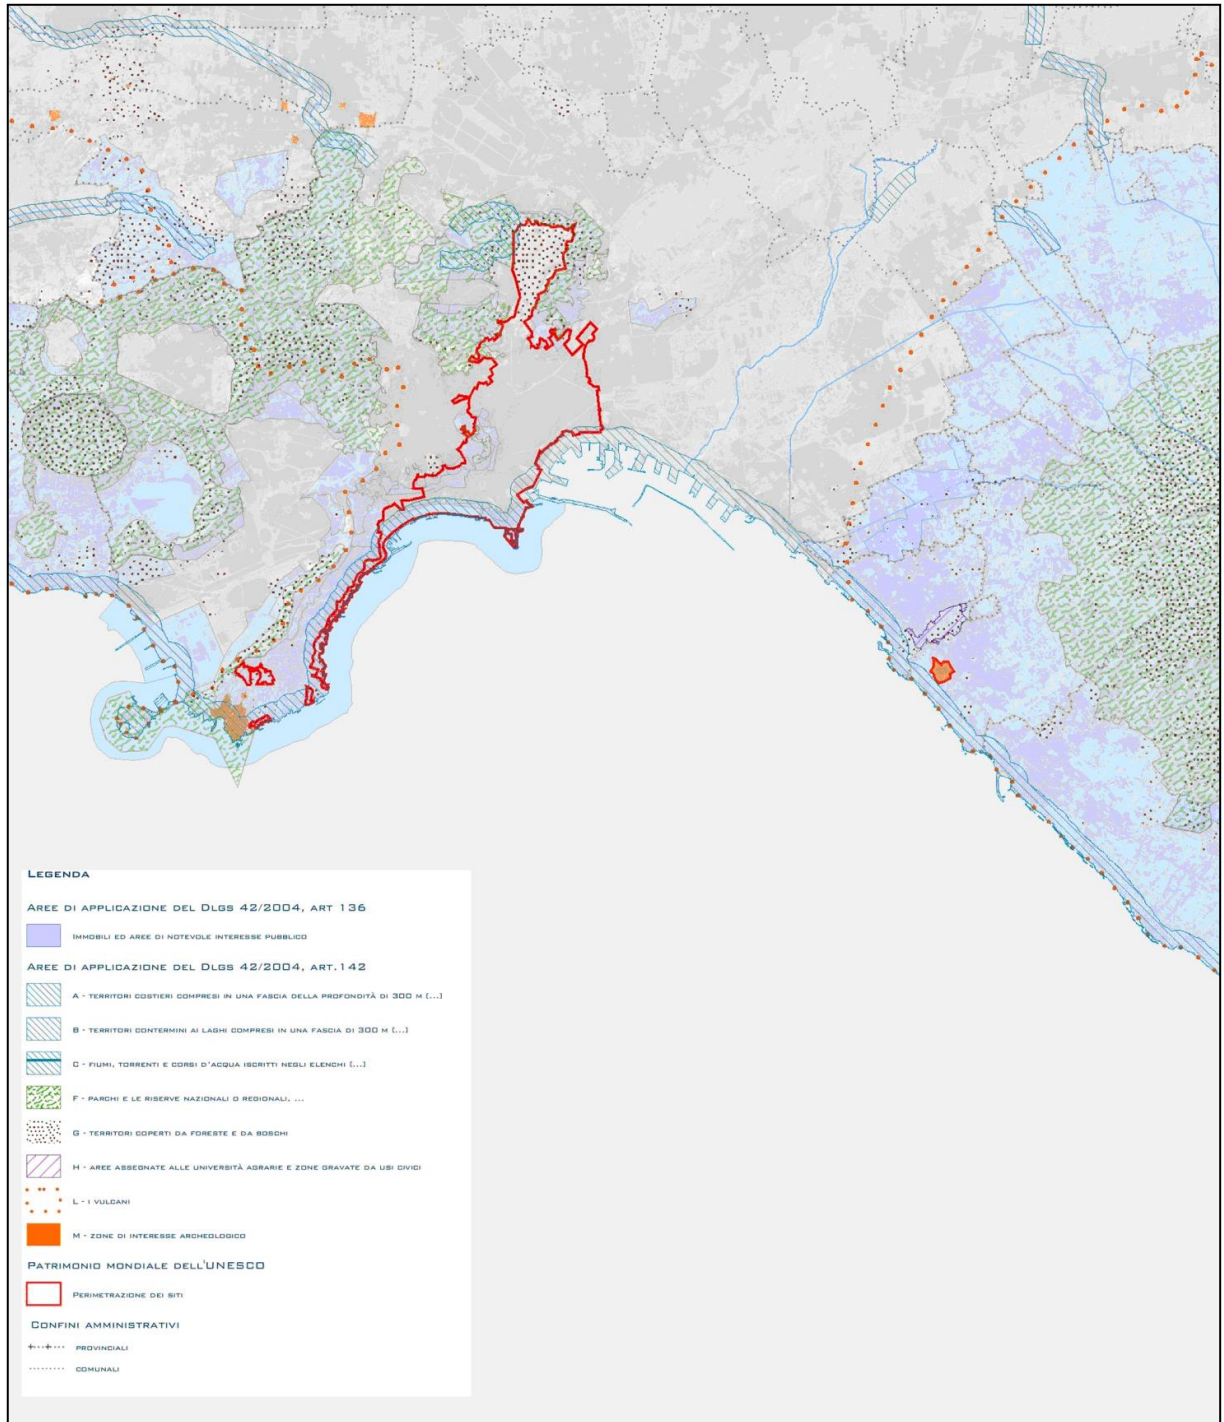 LEGENDA
AREE DI APPLICAZIONE DEL DLGS 42/2004, ART 136
IMMOBILI ED AREE DI NOTEVOLE INTERESSE PUBBLICO
AREE DI APPLICAZIONE DEL DLGS 42/2004, ART.142
A - TERRITORI COSTIERI COMPRESI IN UNA FASCIA DELLA PROFONDITÀ DI 300 M (...)
B - TERRITORI CONTERMINI AI LAGHI COMPRESI IN UNA FASCIA DI 300 M (...)
C - FIUMI, TORRENTI E CORSI D'ACQUA ISCRITTI NEGLI ELENCHI (...)
F - PARCHI E LE RISERVE NAZIONALI O REGIONALI, ...
G - TERRITORI COPERTI DA FORESTE E DA BOSCHI
H - AREE ASSEGNATE ALLE UNIVERSITÀ AGRARIE E ZONE GRAVATE DA USI CIVICI
L - I VULCANI
M - ZONE DI INTERESSE ARCHEOLOGICO
PATRIMONIO MONDIALE DELL'UNESCO
PERIMETRAZIONE DEI SITI
CONFINI AMMINISTRATIVI
PROVINCIALI
COMUNALI